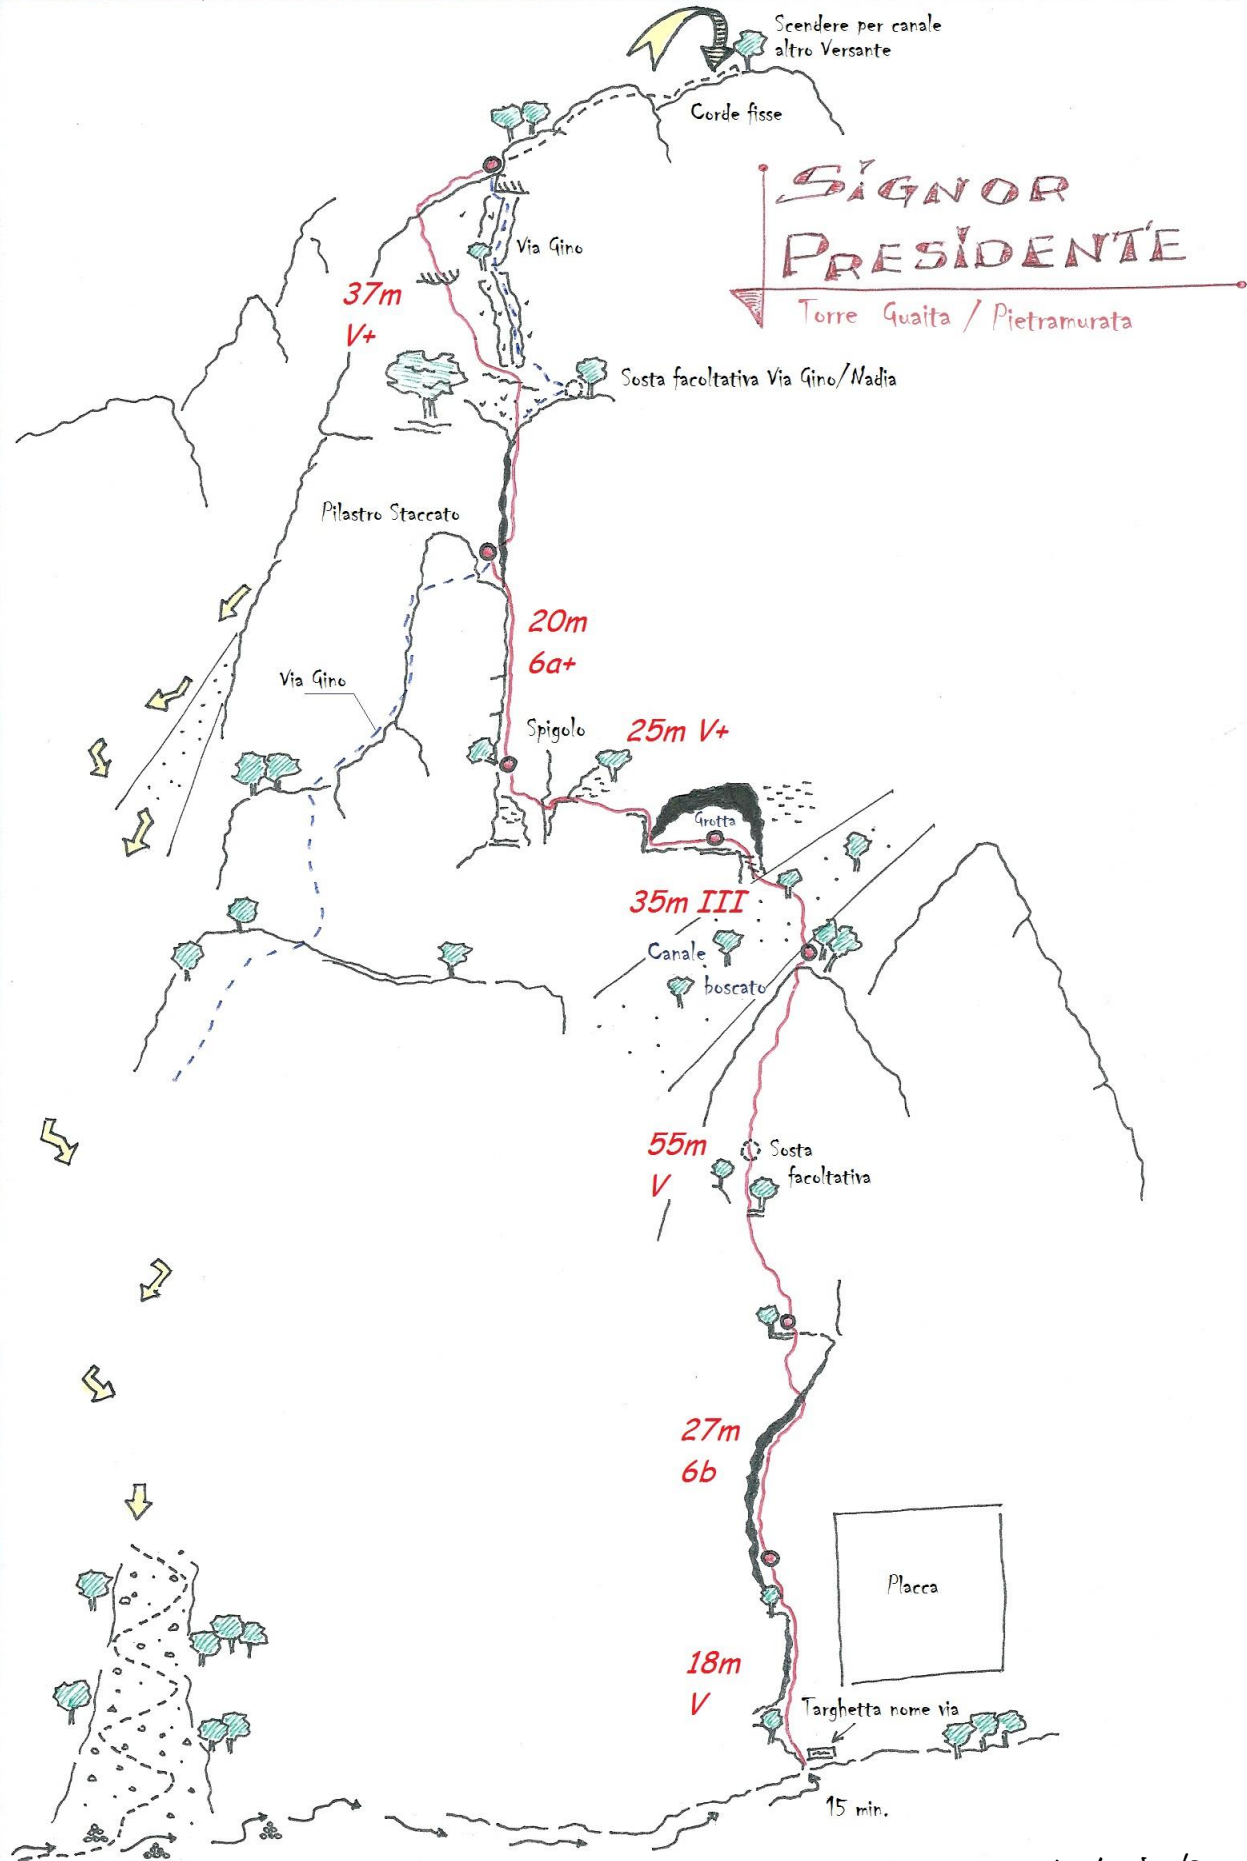 Scendere per canale
altro Versante
Corde fisse
SiGNOR
PRESiDENTE
Torre Guaita / Pietramurata
Via Gino
37m
V+
Sosta facoltativa Via Gino/Nadia
Pilastro Staccato
20m
6a+
Via Gino
Spigolo
25m V+
Grotta
35m III
Canale
boscato
55m
V
Sosta
facoltativa
27m
6b
Placca
18m
V
Targhetta nome via
15 min.